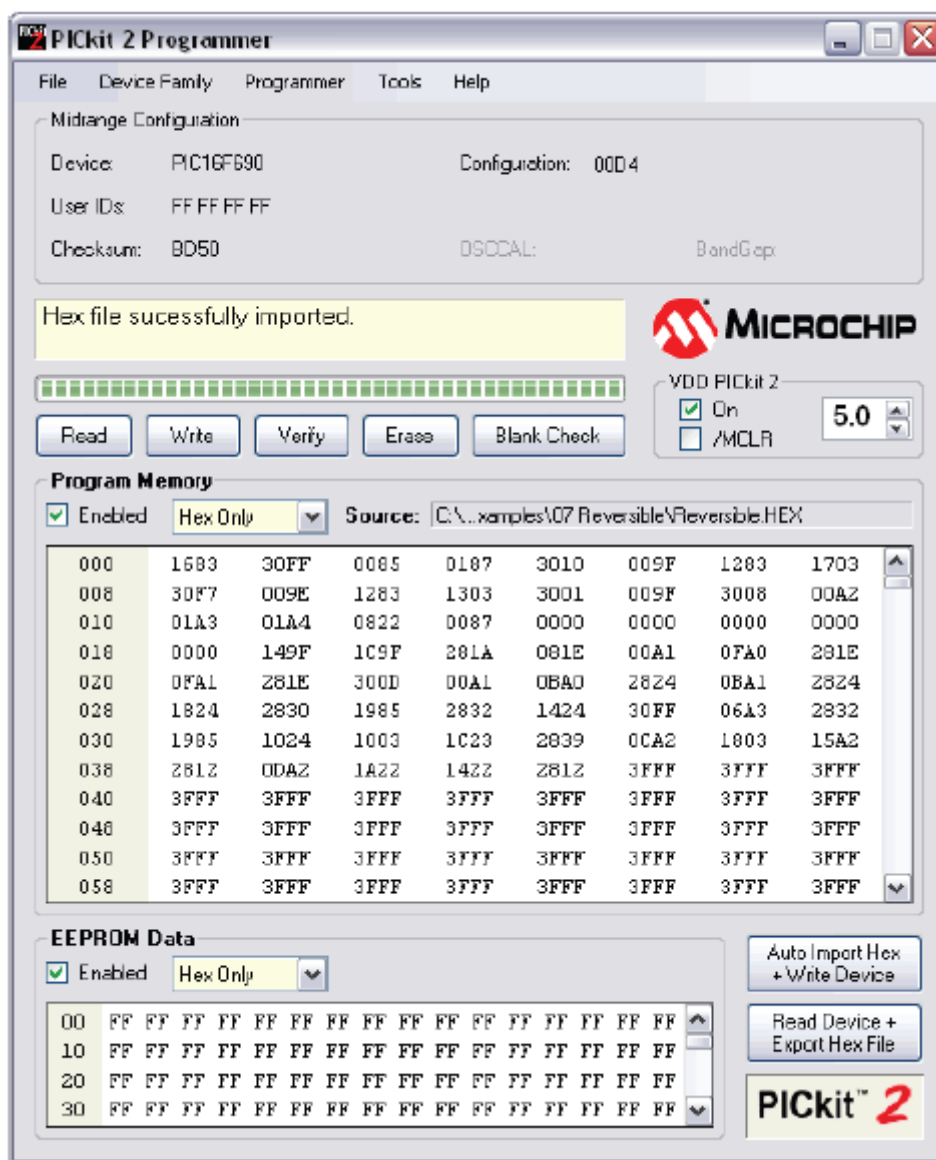 PICkit 2 Programmer
File Device Family Programmer Tools Help
Midrange Configuration
Device: PIC16F690 Configuration: 00D4
User IDs: FF FF FF FF
Checksum: BD50 OSCCAL: BandGap:
Hex file sucessfully imported.
MICROCHIP
VDD PICkit 2
On
/MCLR
5.0
Read Write Verify Erase Blank Check
Program Memory
Enabled Hex Only Source: C:\...xamples\07 Reversible\Reversible.HEX
000 1683 30FF 0085 0187 3010 009F 1283 1703
008 30F7 009E 1283 1303 3001 009F 3008 00A2
010 01A3 01A4 0822 0087 0000 0000 0000 0000
018 0000 149F 1C9F 281A 081E 00A1 0FA0 281E
020 0FA1 281E 300D 00A1 0BA0 2824 0BA1 2824
028 1824 2830 1985 2832 1424 30FF 06A3 2832
030 1985 1024 1003 1C23 2839 0CA2 1803 15A2
038 2812 0DA2 1A22 1422 2812 3FFF 3FFF 3FFF
040 3FFF 3FFF 3FFF 3FFF 3FFF 3FFF 3FFF 3FFF
048 3FFF 3FFF 3FFF 3FFF 3FFF 3FFF 3FFF 3FFF
050 3FFF 3FFF 3FFF 3FFF 3FFF 3FFF 3FFF 3FFF
058 3FFF 3FFF 3FFF 3FFF 3FFF 3FFF 3FFF 3FFF
EEPROM Data
Enabled Hex Only
00 FF FF FF FF FF FF FF FF FF FF FF FF FF FF FF FF
10 FF FF FF FF FF FF FF FF FF FF FF FF FF FF FF FF
20 FF FF FF FF FF FF FF FF FF FF FF FF FF FF FF FF
30 FF FF FF FF FF FF FF FF FF FF FF FF FF FF FF FF
Auto Import Hex
+ Write Device
Read Device +
Export Hex File
PICkit™ 2